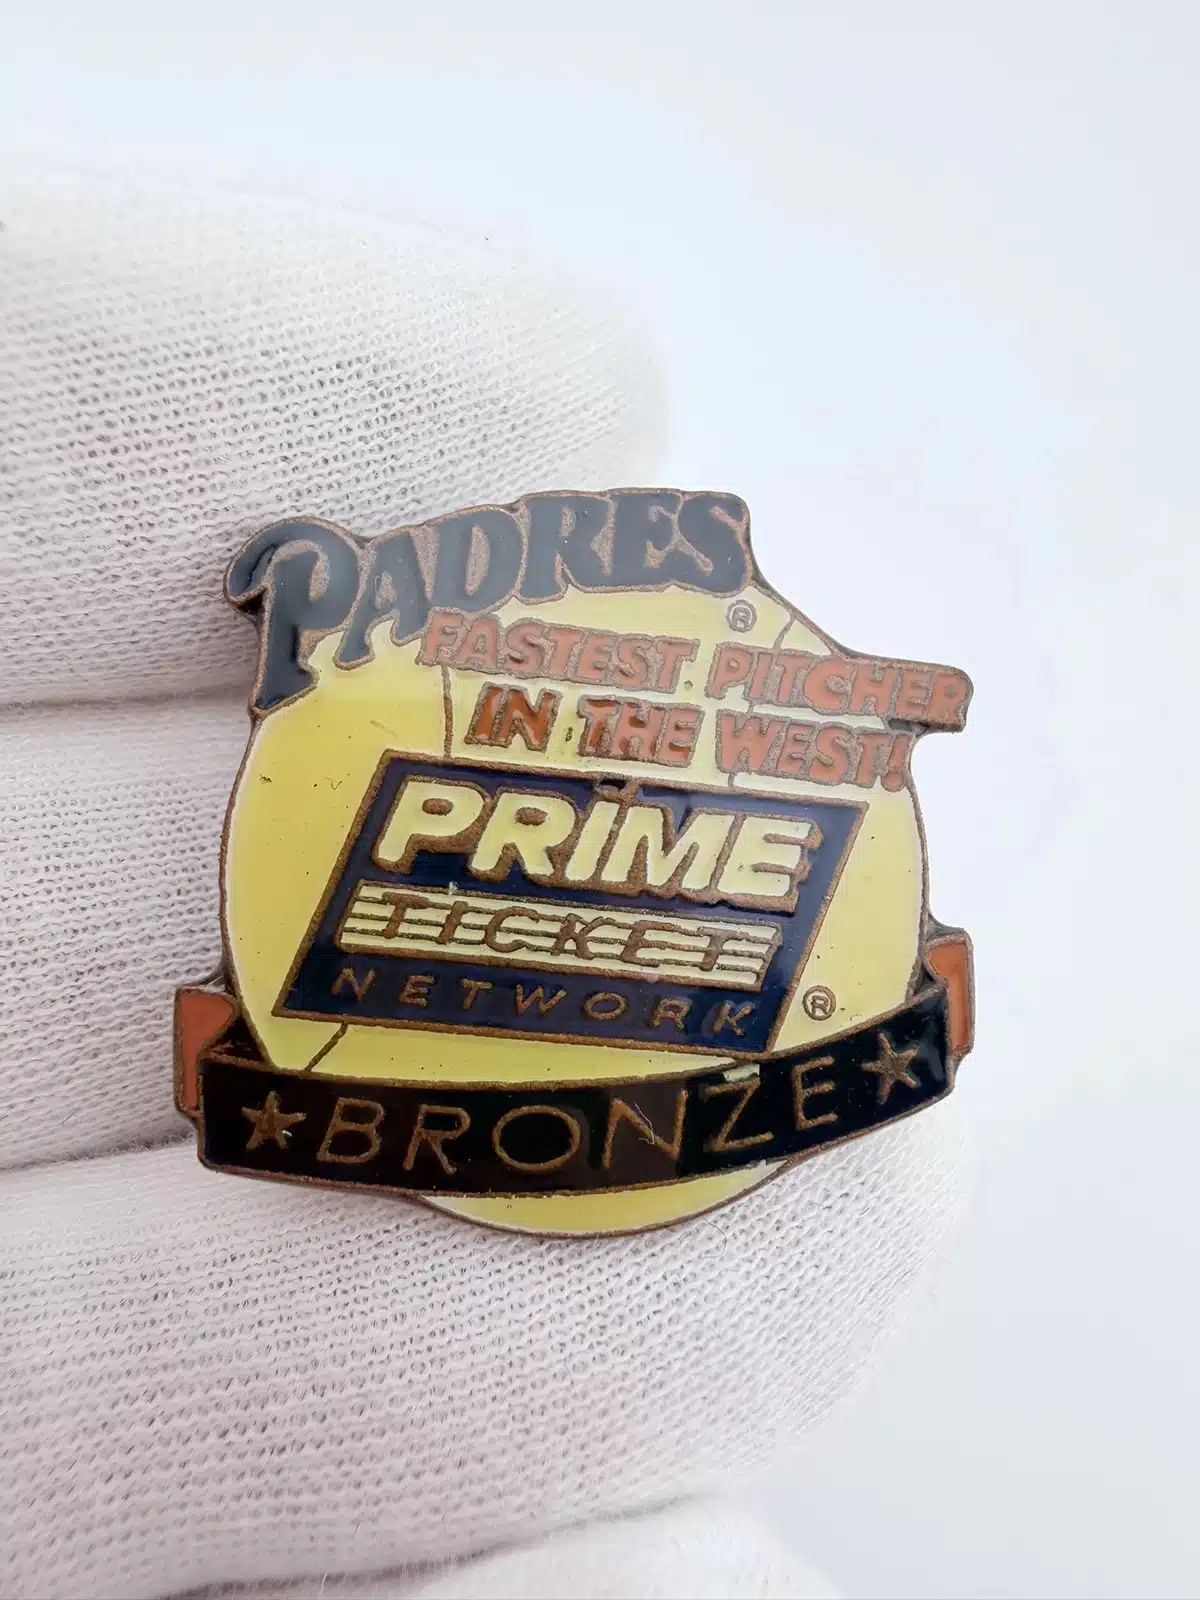 PADRES ®
FASTEST PITCHER
IN THE WEST!
PRIME
TICKET
NETWORK ®
★BRONZE★